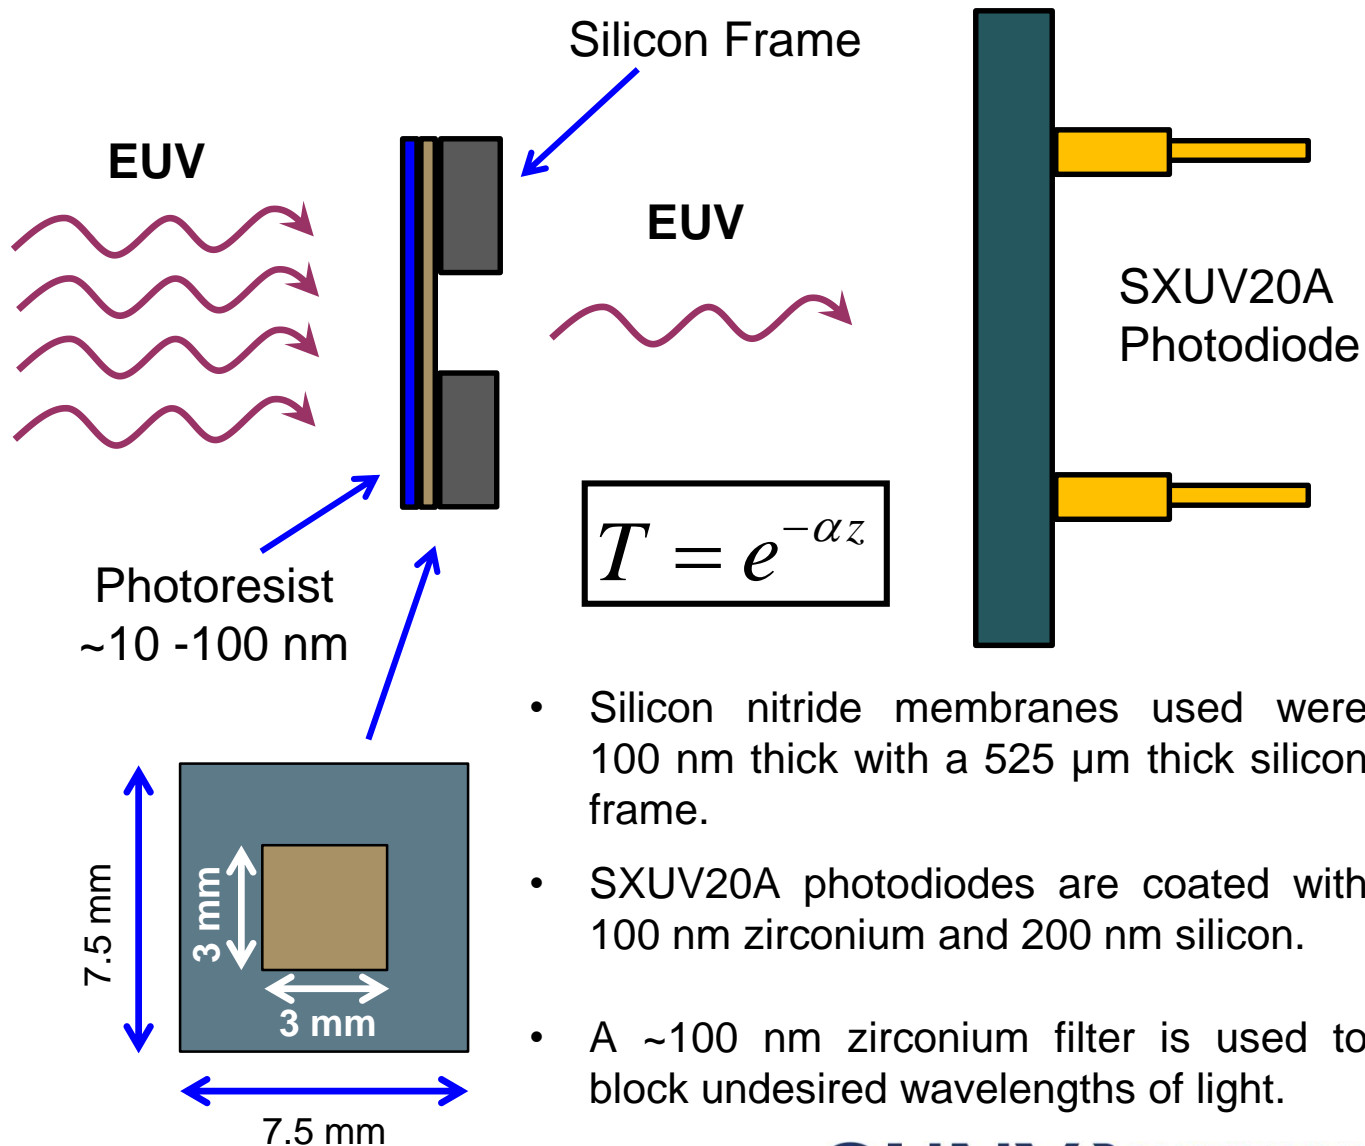 Silicon Frame
EUV
EUV
SXUV20A
Photodiode
T = e^{-αz}
Photoresist
~10 -100 nm
7.5 mm
3 mm
3 mm
7.5 mm
• Silicon nitride membranes used were
100 nm thick with a 525 µm thick silicon
frame.
• SXUV20A photodiodes are coated with
100 nm zirconium and 200 nm silicon.
• A ~100 nm zirconium filter is used to
block undesired wavelengths of light.